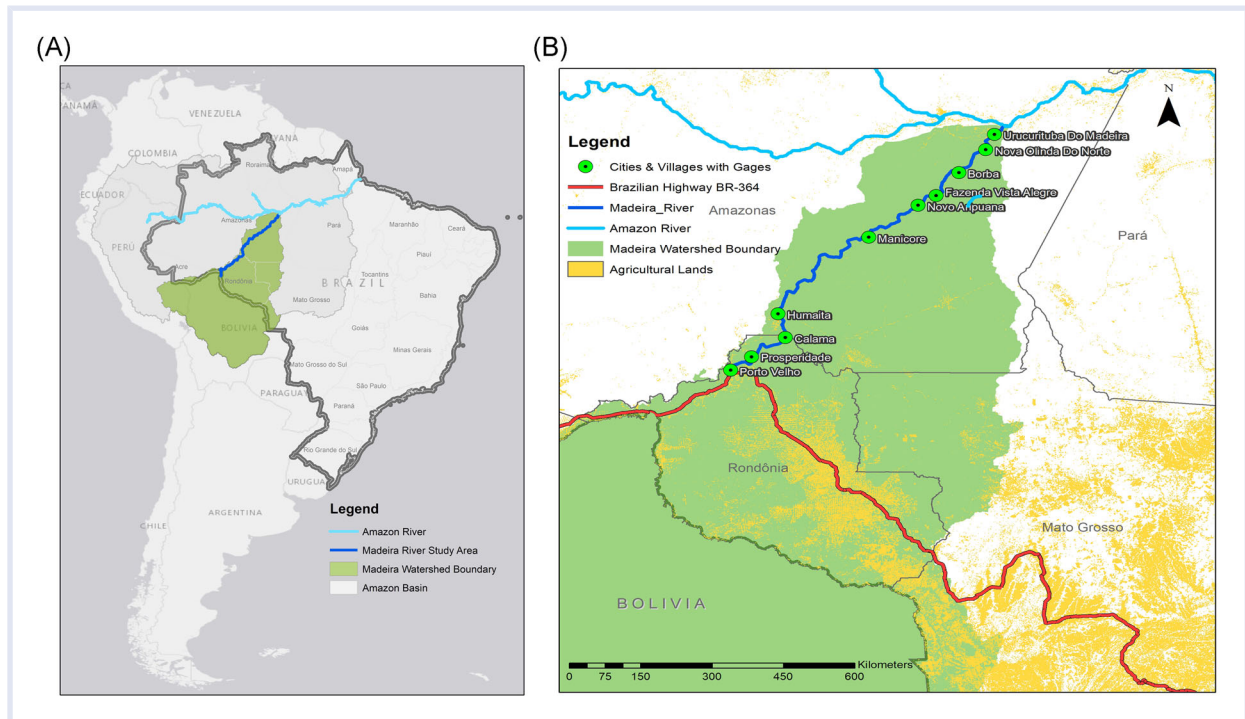 (A)
CA
PANAMÁ
VENEZUELA
GUYANA
COLOMBIA
Roraima
Amapa
ECUADOR
Amazonas
Pará
Maranhão
Ceará
PERÚ
Piauí
Acre
Tocantins
Rondônia
BRAZIL
Bahia
Mato Grosso
BOLIVIA
Goiás
Minas Gerais
Mato Grosso do Sul
São Paulo
PARAGUAY
Paraná
Rio Grande do Sul
URUGUA
ARGENTINA
CHILE
Legend
Amazon River
Madeira River Study Area
Madeira Watershed Boundary
Amazon Basin
(B)
N
Legend
Cities & Villages with Gages
Brazilian Highway BR-364
Madeira_River
Amazon River
Madeira Watershed Boundary
Agricultural Lands
Amazonas
Urucurituba Do Madeira
Nova Olinda Do Norte
Borba
Fazenda Vista Alegre
Novo Aripuana
Manicore
Pará
Humaita
Calama
Prosperidade
Porto Velho
Rondônia
Mato Grosso
BOLIVIA
Kilometers
0 75 150 300 450 600